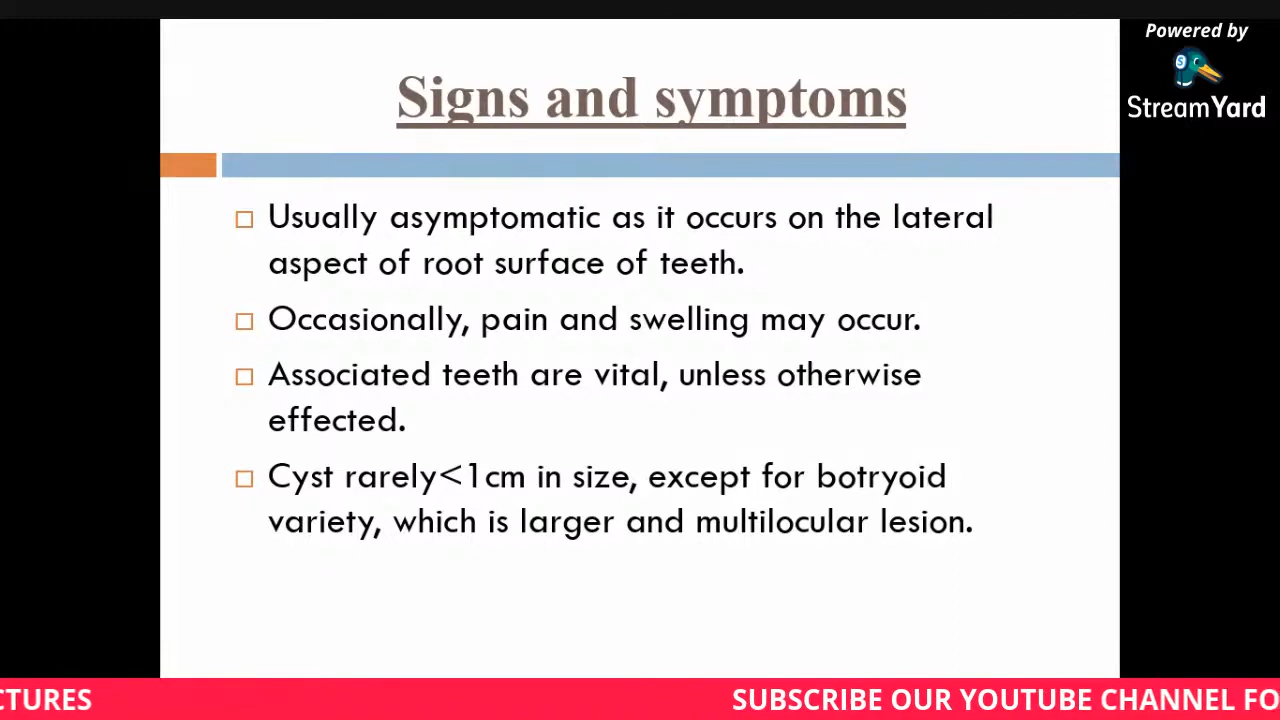 Powered by
StreamYard
Signs and symptoms
Usually asymptomatic as it occurs on the lateral
aspect of root surface of teeth.
Occasionally, pain and swelling may occur.
Associated teeth are vital, unless otherwise
effected.
Cyst rarely<1cm in size, except for botryoid
variety, which is larger and multilocular lesion.
CTURES
SUBSCRIBE OUR YOUTUBE CHANNEL FO